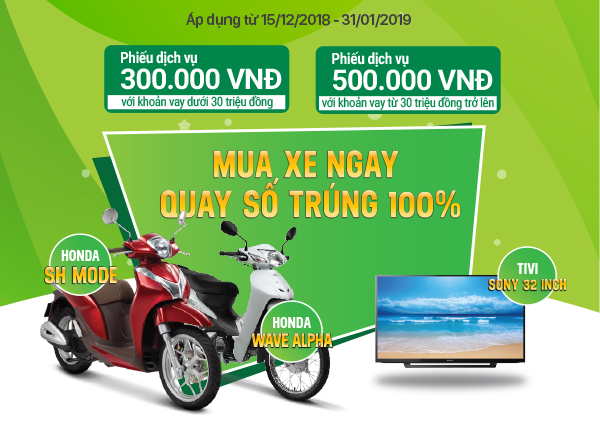 Áp dụng từ 15/12/2018 - 31/01/2019
Phiếu dịch vụ
300.000 VNĐ
với khoản vay dưới 30 triệu đồng
Phiếu dịch vụ
500.000 VNĐ
với khoản vay từ 30 triệu đồng trở lên
MUA XE NGAY
QUAY SỐ TRÚNG 100%
HONDA
SH MODE
HONDA
WAVE ALPHA
TIVI
SONY 32 INCH